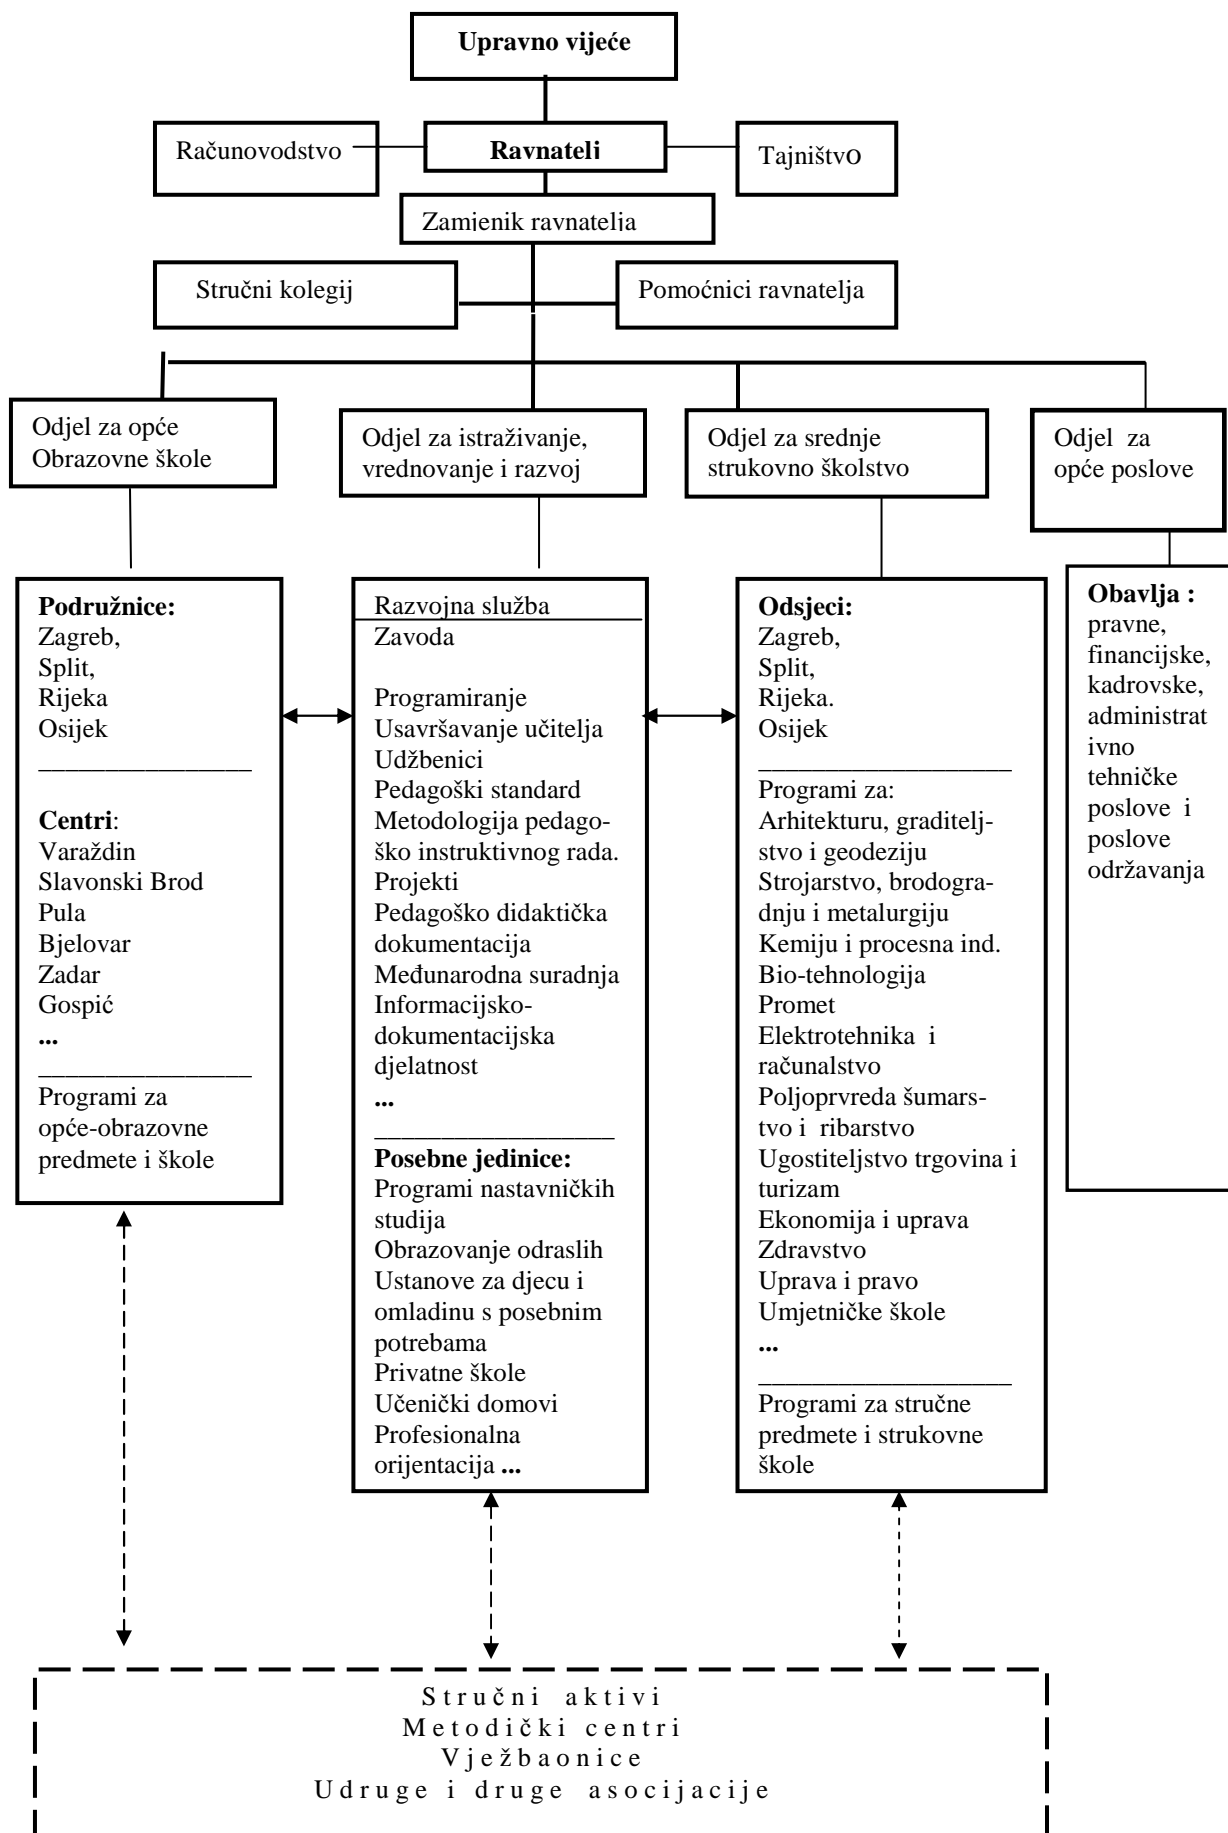 Upravno vijeće
Računovodstvo
Ravnatelj
Tajništvo
Zamjenik ravnatelja
Stručni kolegij
Pomoćnici ravnatelja
Odjel za opće
Obrazovne škole
Odjel za istraživanje,
vrednovanje i razvoj
Odjel za srednje
strukovno školstvo
Odjel za
opće poslove
Podružnice:
Zagreb,
Split,
Rijeka
Osijek
________________
Centri:
Varaždin
Slavonski Brod
Pula
Bjelovar
Zadar
Gospić
...
________________
Programi za
opće-obrazovne
predmete i škole
Razvojna služba
Zavoda
Programiranje
Usavršavanje učitelja
Udžbenici
Pedagoški standard
Metodologija pedago-
ško instruktivnog rada.
Projekti
Pedagoško didaktička
dokumentacija
Međunarodna suradnja
Informacijsko-
dokumentacijska
djelatnost
...
__________________
Posebne jedinice:
Programi nastavničkih
studija
Obrazovanje odraslih
Ustanove za djecu i
omladinu s posebnim
potrebama
Privatne škole
Učenički domovi
Profesionalna
orijentacija ...
Odsjeci:
Zagreb,
Split,
Rijeka.
Osijek
___________________
Programi za:
Arhitekturu, graditelj-
stvo i geodeziju
Strojarstvo, brodogra-
dnju i metalurgiju
Kemiju i procesna ind.
Bio-tehnologija
Promet
Elektrotehnika i
računalstvo
Poljoprvreda šumars-
tvo i ribarstvo
Ugostiteljstvo trgovina i
turizam
Ekonomija i uprava
Zdravstvo
Uprava i pravo
Umjetničke škole
...
___________________
Programi za stručne
predmete i strukovne
škole
Obavlja :
pravne,
financijske,
kadrovske,
administrat
ivno
tehničke
poslove i
poslove
održavanja
Stručni aktivi
Metodički centri
Vježbaonice
Udruge i druge asocijacije